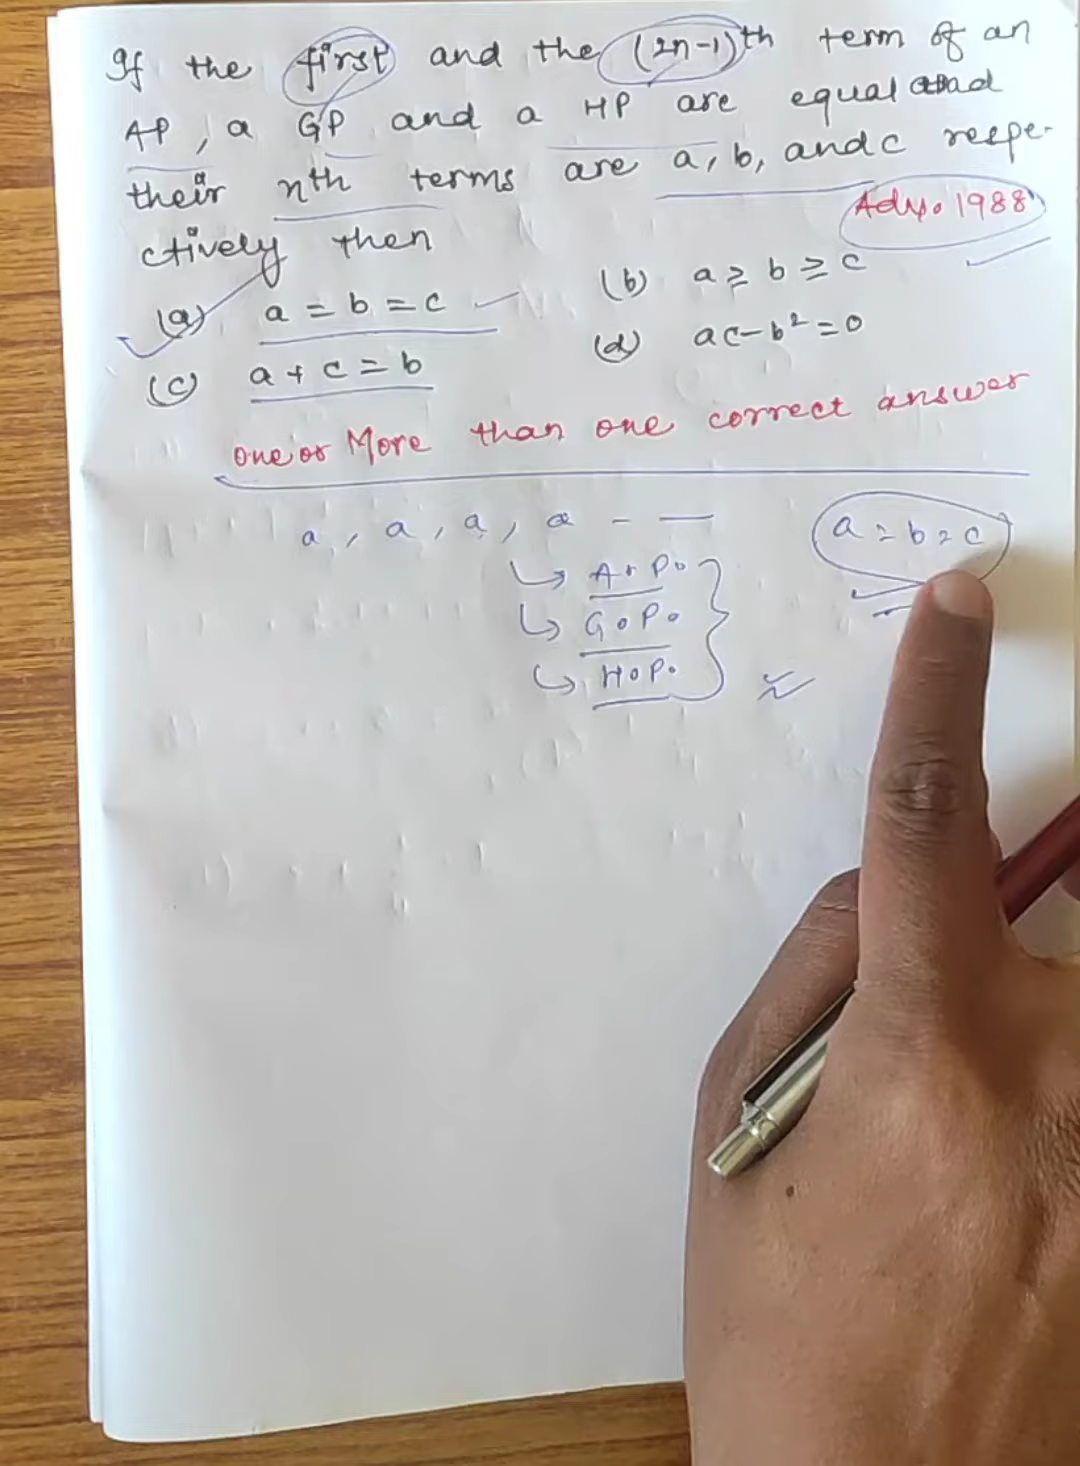 If the first and the (2n-1)th term of an
AP, a GP and a HP are equal and
their nth terms are a, b, and c respe-
ctively then
Adv. 1988
(a) a = b = c
(b) a ≥ b ≥ c
(c) a + c = b
(d) ac - b² = 0
one or More than one correct answer
a, a, a, a - —
a = b = c
A.P.
G.P.
H.P.